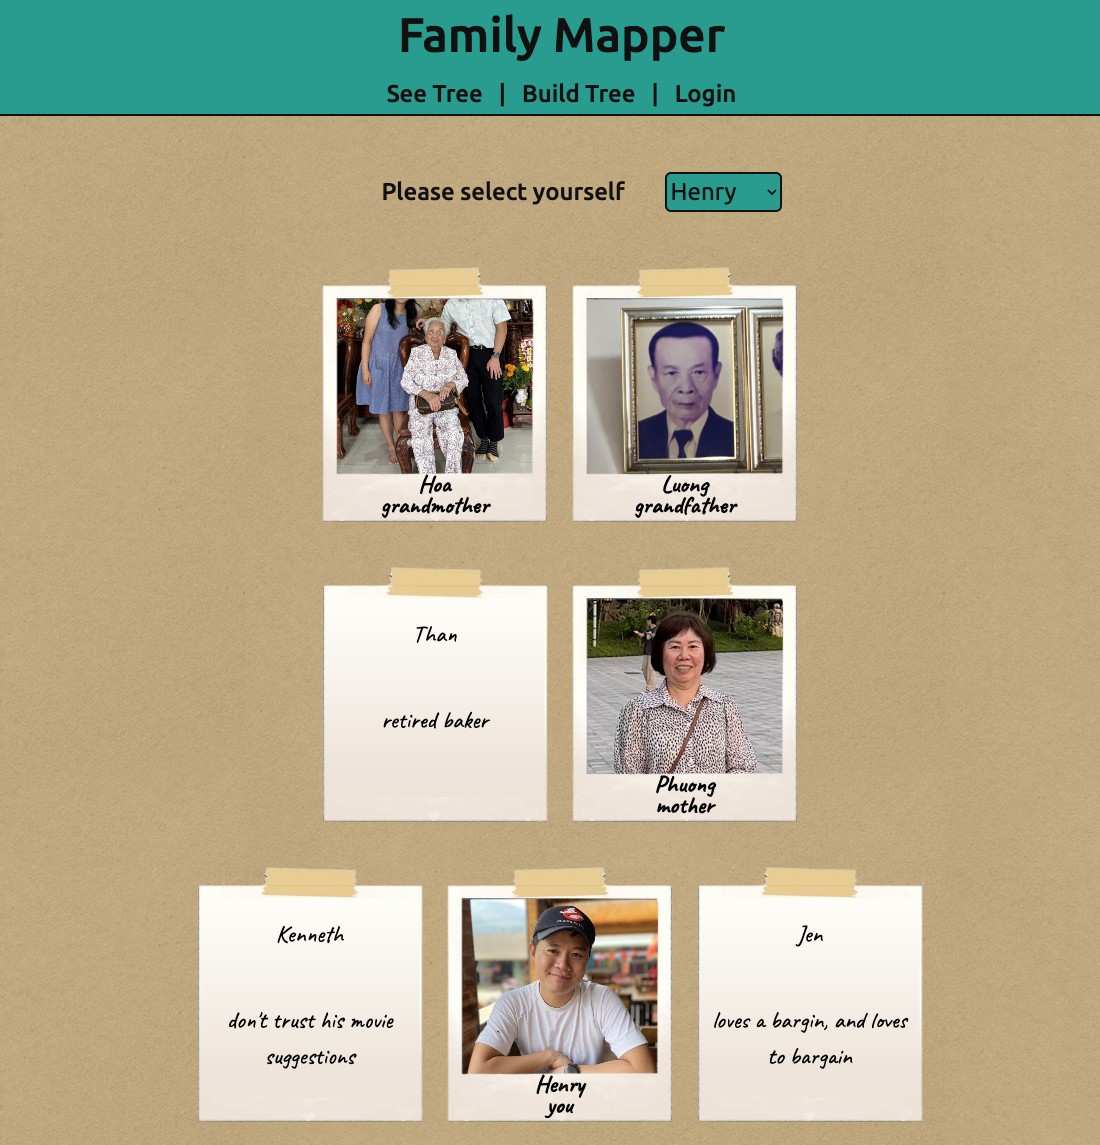 Family Mapper
See Tree | Build Tree | Login
Please select yourself Henry
Hoa
grandmother
Luong
grandfather
Than
retired baker
Phuong
mother
Kenneth
don't trust his movie
suggestions
Henry
you
Jen
loves a bargin, and loves
to bargain